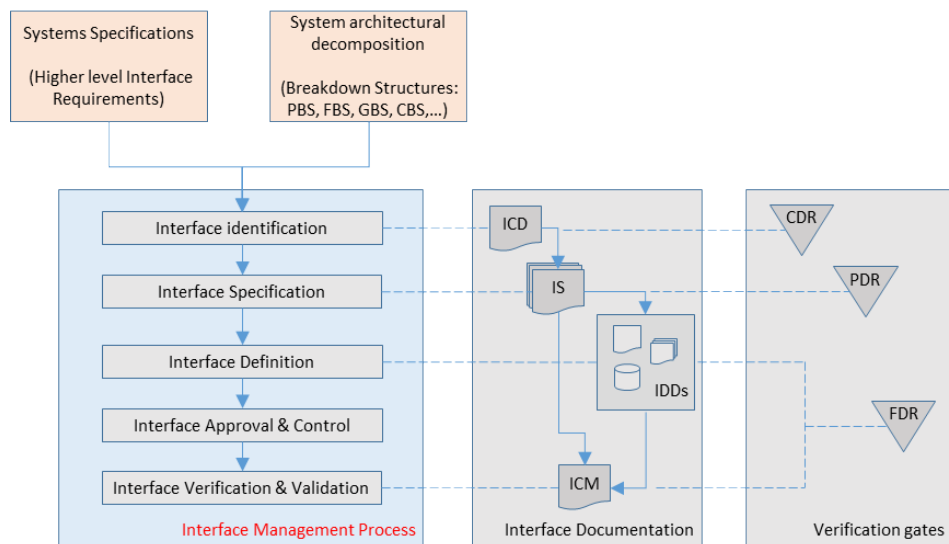 Systems Specifications
(Higher level Interface
Requirements)
System architectural
decomposition
(Breakdown Structures:
PBS, FBS, GBS, CBS,...)
Interface identification
Interface Specification
Interface Definition
Interface Approval & Control
Interface Verification & Validation
Interface Management Process
ICD
IS
IDDs
ICM
Interface Documentation
CDR
PDR
FDR
Verification gates